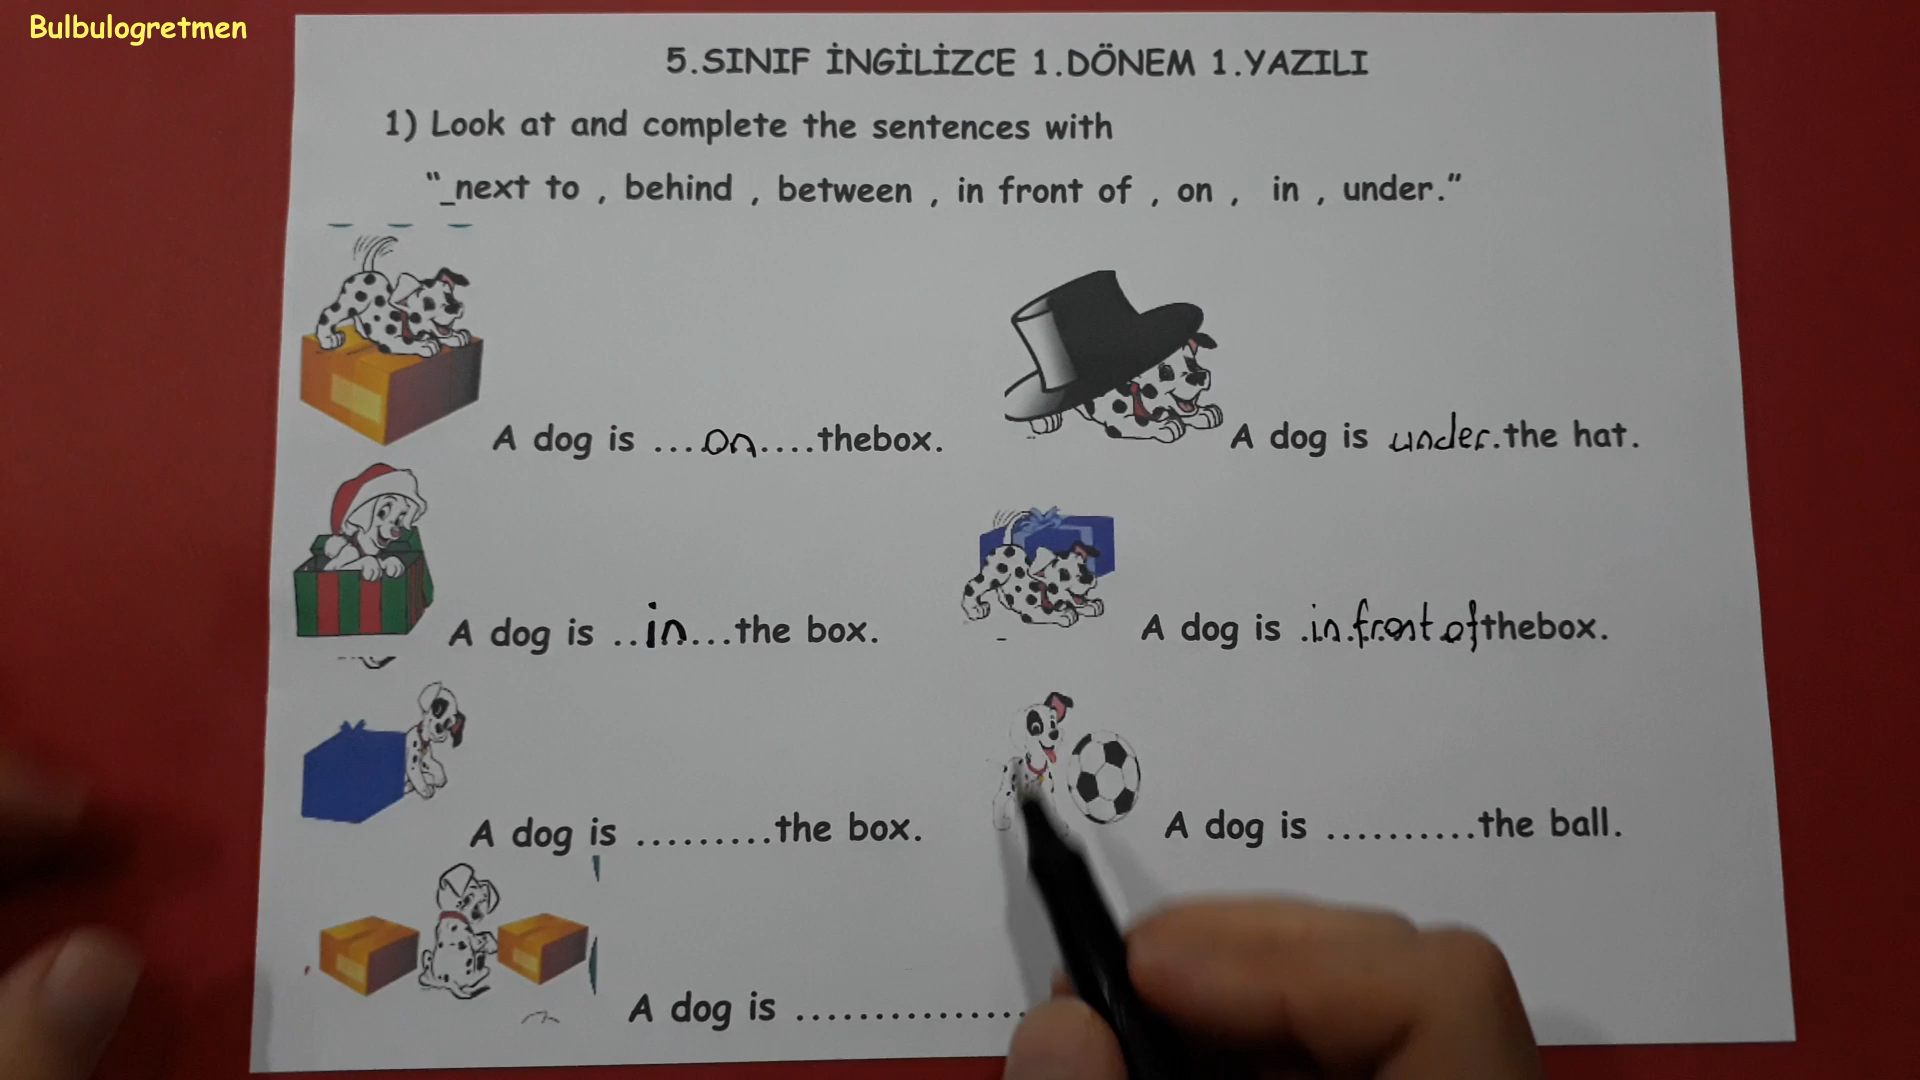 Bulbulogretmen
5.SINIF İNGİLİZCE 1.DÖNEM 1.YAZILI
1) Look at and complete the sentences with
“_next to , behind , between , in front of , on , in , under.”
A dog is ....on....thebox.
A dog is under.the hat.
A dog is ..in...the box.
A dog is .in.front.ofthebox.
A dog is .........the box.
A dog is ..........the ball.
A dog is ...............